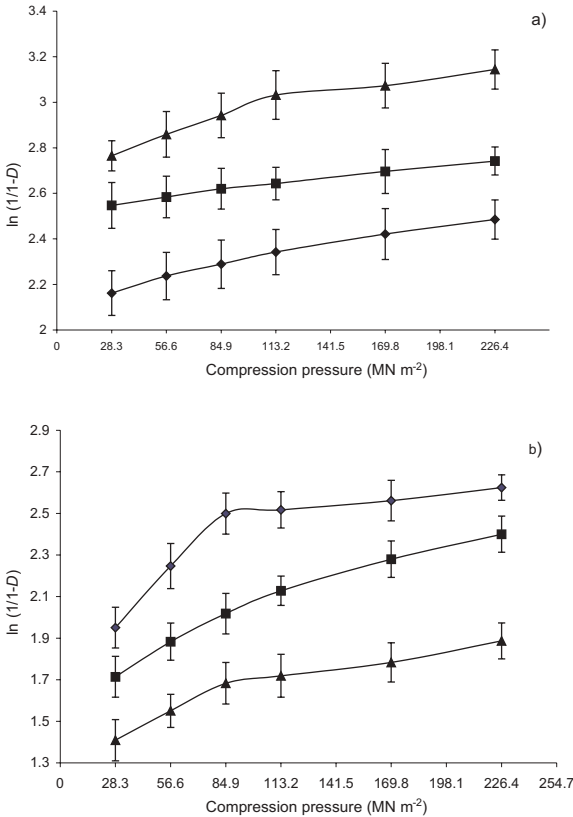 a)
3.4
3.2
3
2.8
2.6
2.4
2.2
2
ln (1/1-D)
0 28.3 56.6 84.9 113.2 141.5 169.8 198.1 226.4
Compression pressure (MN m-2)
b)
2.9
2.7
2.5
2.3
2.1
1.9
1.7
1.5
1.3
ln (1/1-D)
0 28.3 56.6 84.9 113.2 141.5 169.8 198.1 226.4 254.7
Compression pressure (MN m-2)